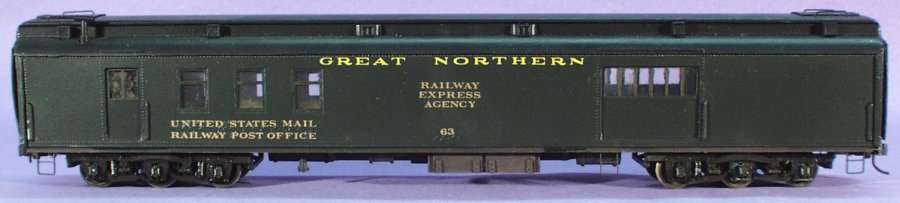 GREAT NORTHERN
RAILWAY
EXPRESS
AGENCY
UNITED STATES MAIL
RAILWAY POST OFFICE
63